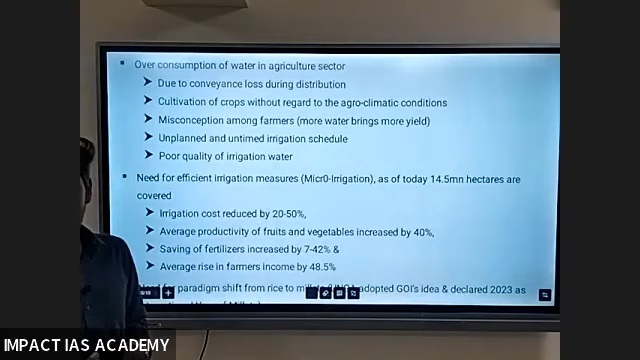 ▪ Over consumption of water in agriculture sector
➤ Due to conveyance loss during distribution
➤ Cultivation of crops without regard to the agro-climatic conditions
➤ Misconception among farmers (more water brings more yield)
➤ Unplanned and untimed irrigation schedule
➤ Poor quality of irrigation water
▪ Need for efficient irrigation measures (Micr0-Irrigation), as of today 14.5mn hectares are
covered
➤ Irrigation cost reduced by 20-50%,
➤ Average productivity of fruits and vegetables increased by 40%,
➤ Saving of fertilizers increased by 7-42% &
➤ Average rise in farmers income by 48.5%
paradigm shift from rice to adopted GOI's idea & declared 2023 as
IMPACT IAS ACADEMY